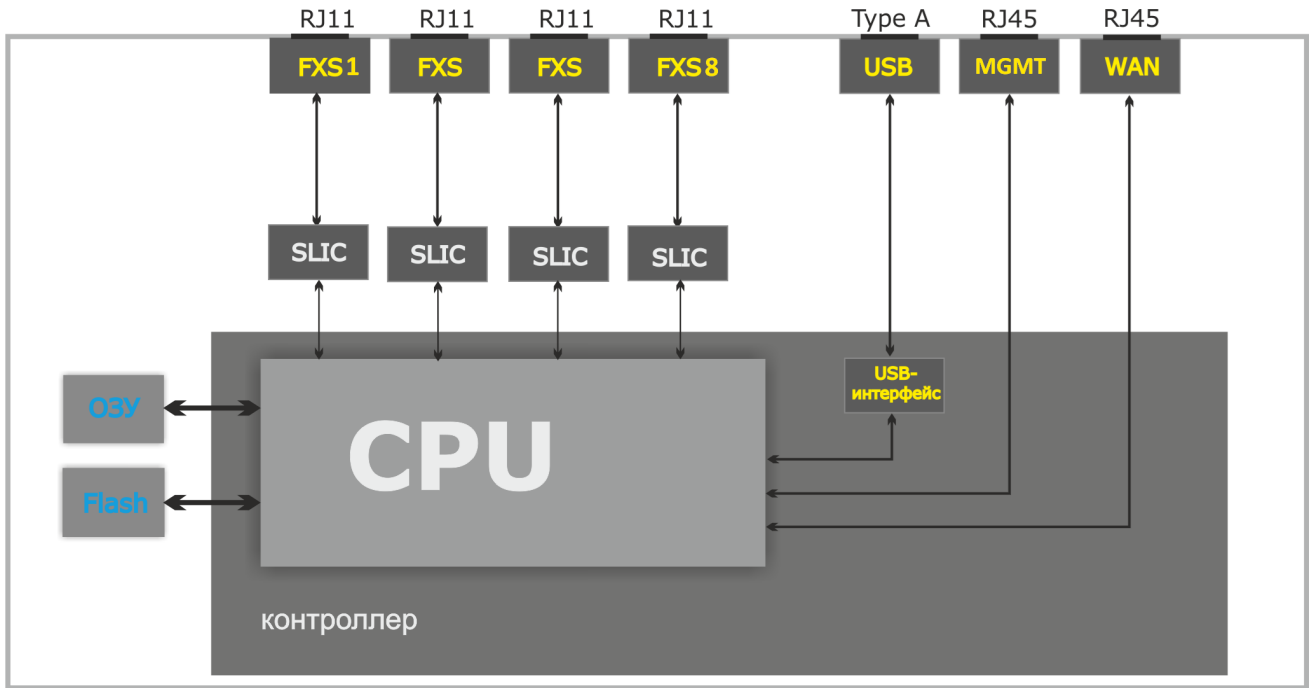 RJ11 RJ11 RJ11 RJ11 Type A RJ45 RJ45
FXS1 FXS FXS FXS8 USB MGMT WAN
SLIC SLIC SLIC SLIC
USB-
интерфейс
ОЗУ
CPU
Flash
контроллер